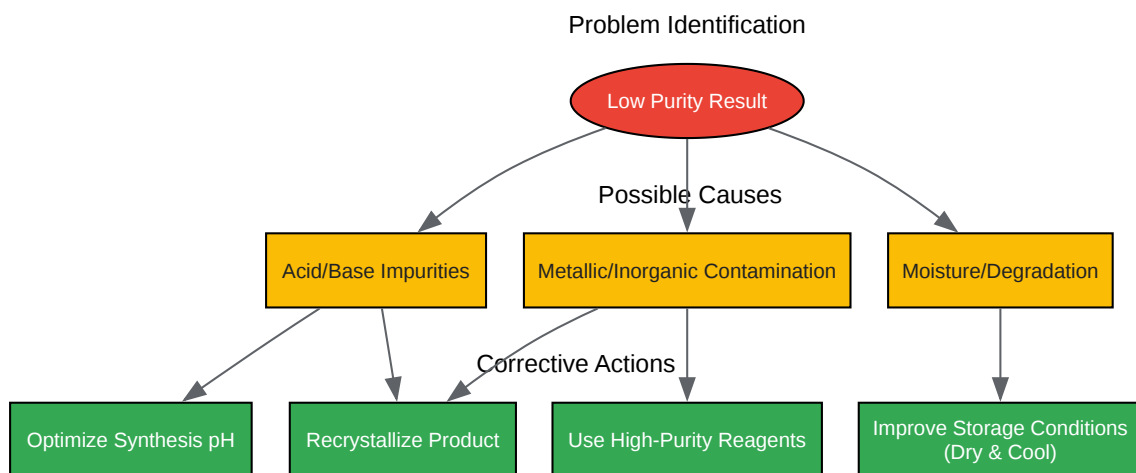 Problem Identification
Low Purity Result
Possible Causes
Acid/Base Impurities
Metallic/Inorganic Contamination
Moisture/Degradation
Corrective Actions
Optimize Synthesis pH
Recrystallize Product
Use High-Purity Reagents
Improve Storage Conditions
(Dry & Cool)